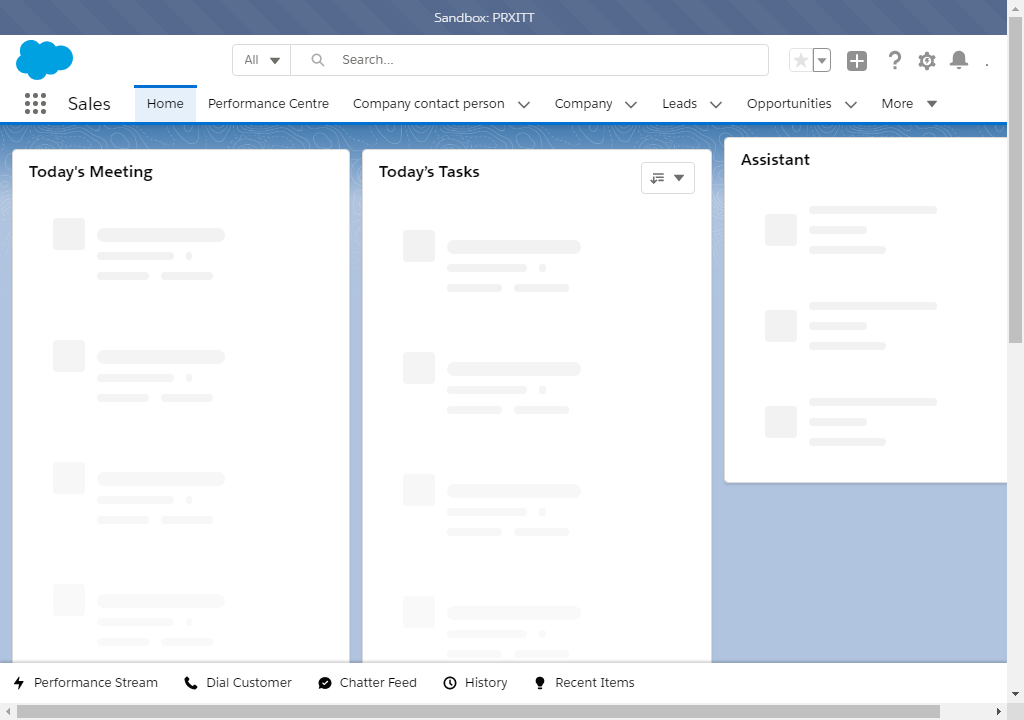 Sandbox: PRXITT
All
Search...
Sales
Home
Performance Centre
Company contact person
Company
Leads
Opportunities
More
Today's Meeting
Today’s Tasks
Assistant
Performance Stream
Dial Customer
Chatter Feed
History
Recent Items